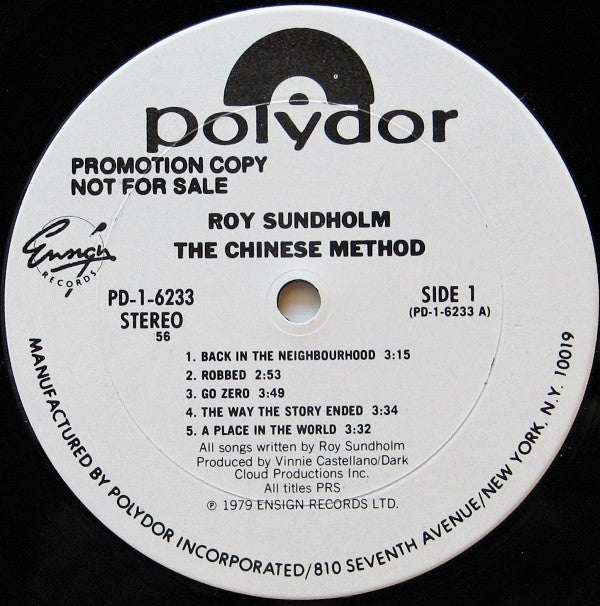 polydor
PROMOTION COPY
NOT FOR SALE
ROY SUNDHOLM
THE CHINESE METHOD
Ensign
RECORDS
PD-1-6233
STEREO
56
SIDE 1
(PD-1-6233 A)
1. BACK IN THE NEIGHBOURHOOD 3:15
2. ROBBED 2:53
3. GO ZERO 3:49
4. THE WAY THE STORY ENDED 3:34
5. A PLACE IN THE WORLD 3:32
All songs written by Roy Sundholm
Produced by Vinnie Castellano/Dark
Cloud Productions Inc.
All titles PRS
℗ 1979 ENSIGN RECORDS LTD.
MANUFACTURED BY POLYDOR INCORPORATED/810 SEVENTH AVENUE/NEW YORK, N.Y. 10019